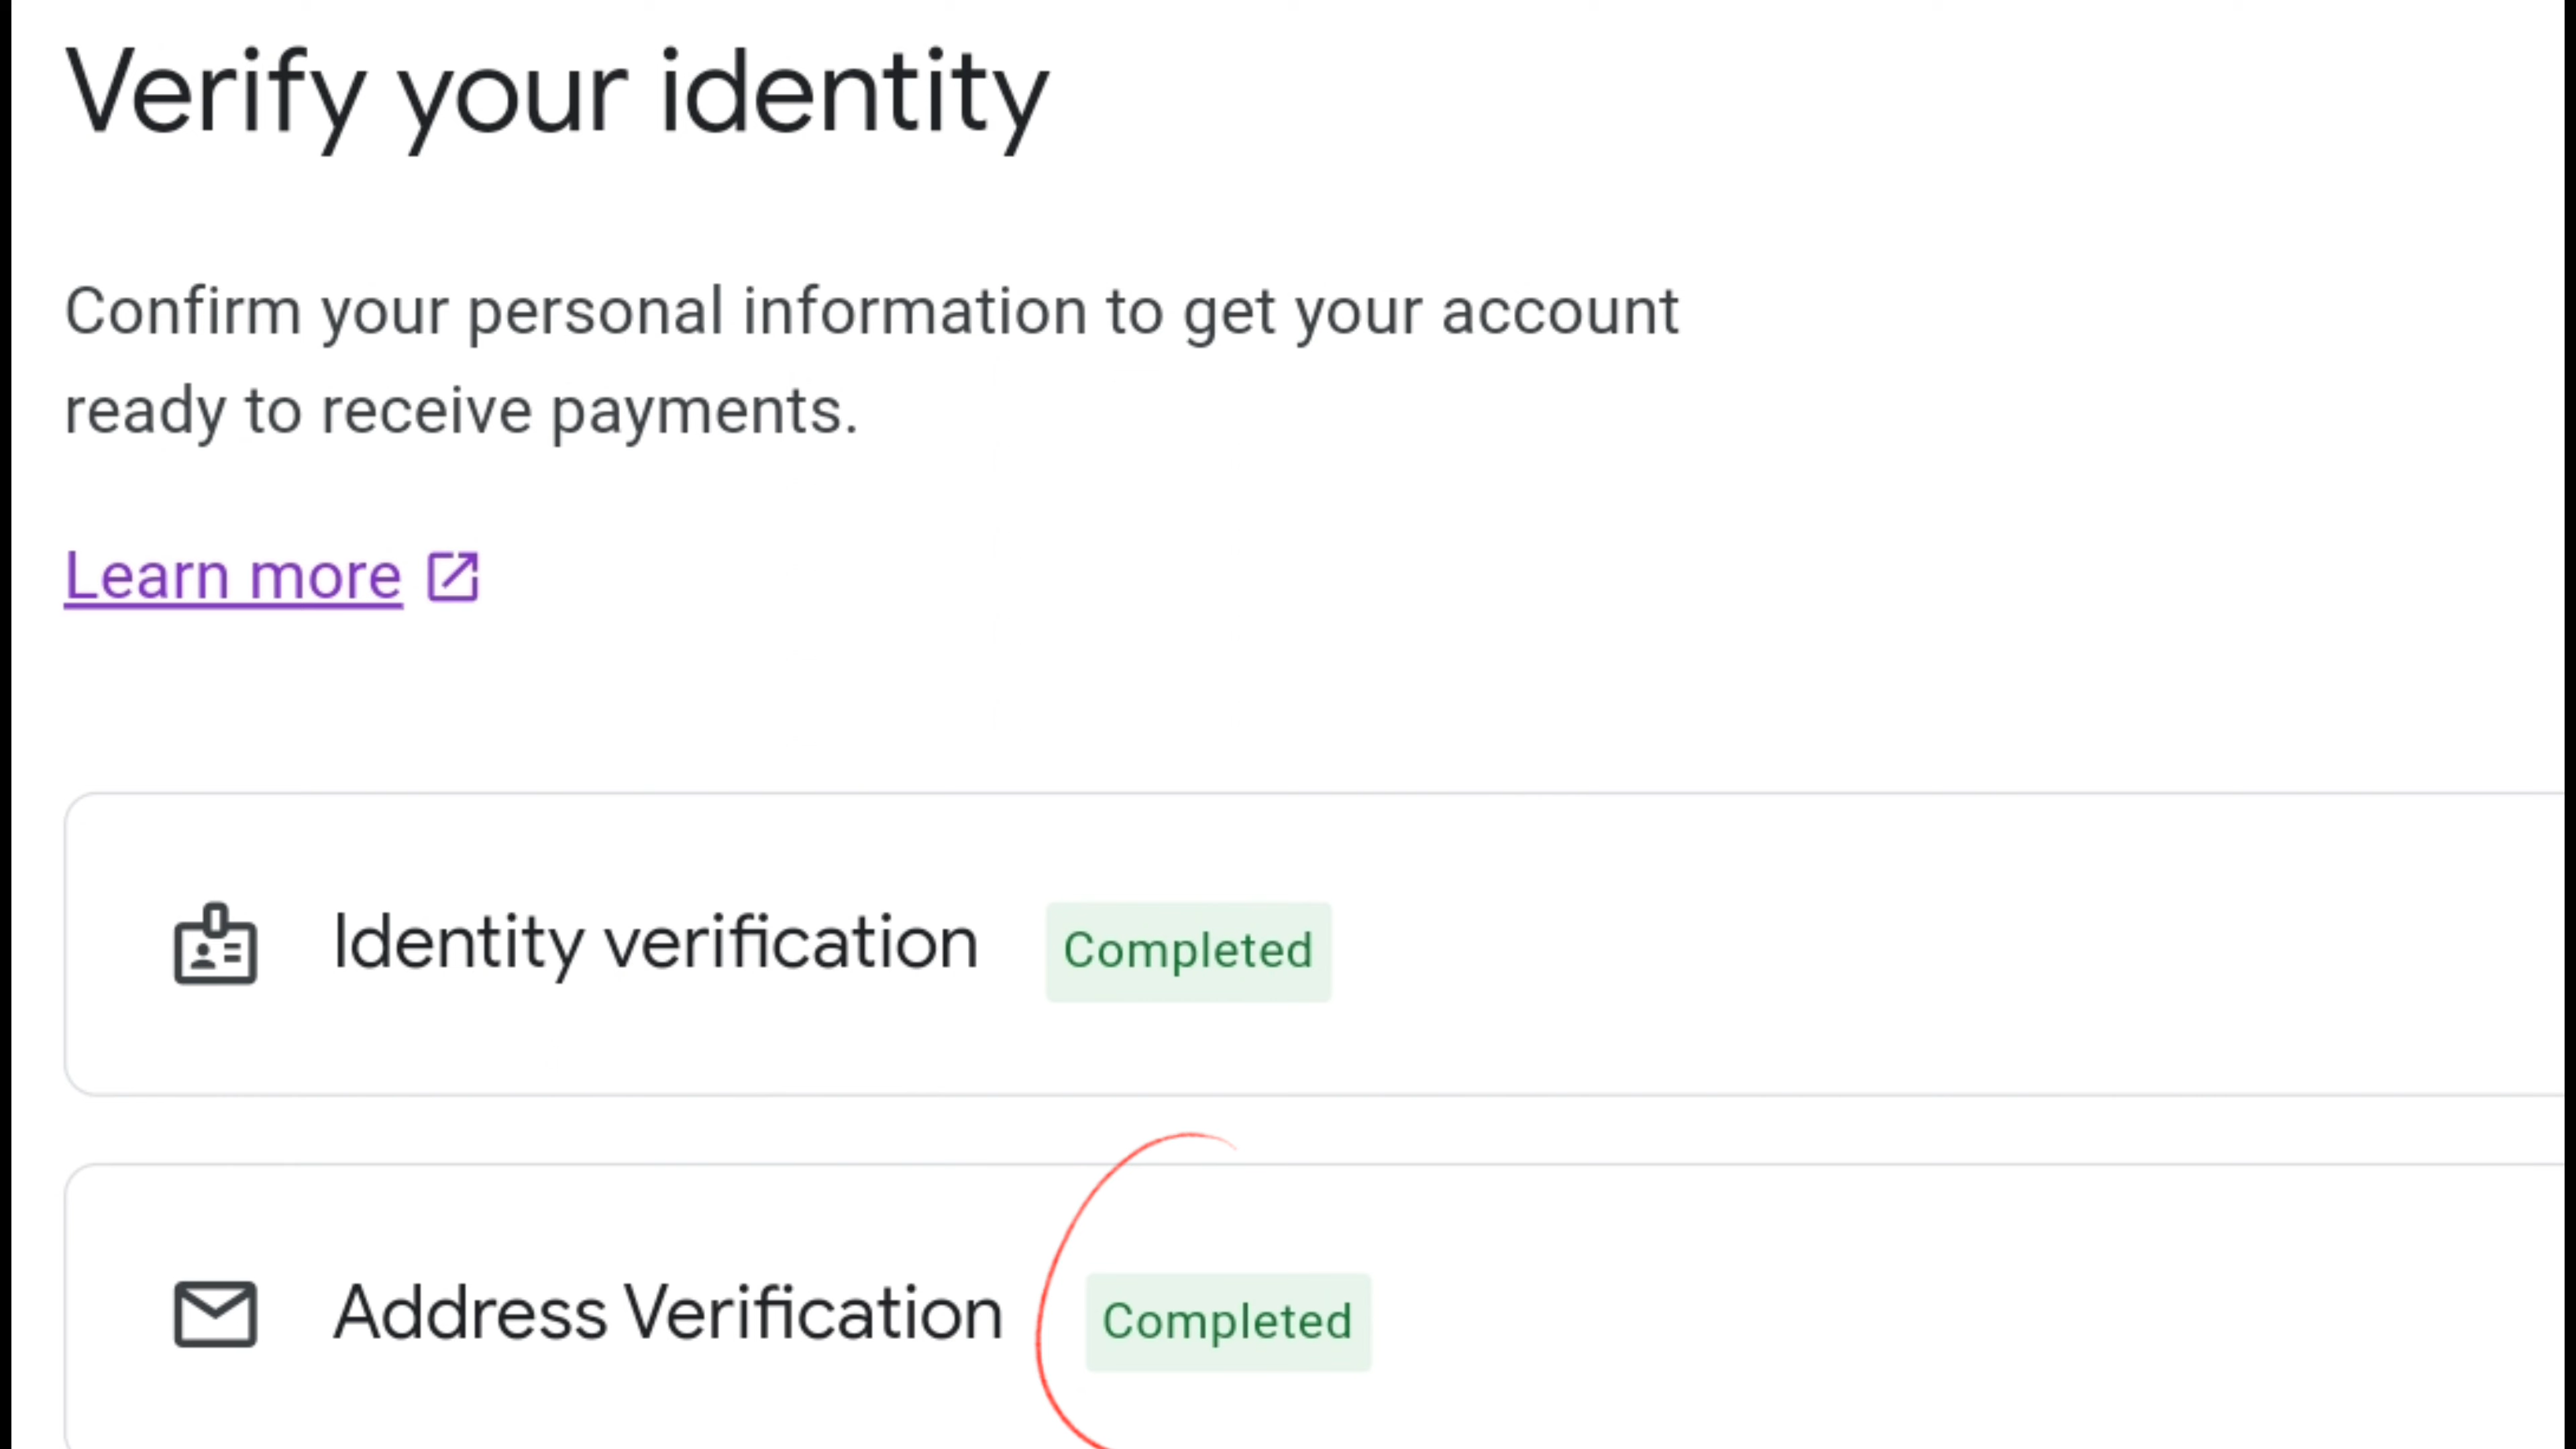 Verify your identity
Confirm your personal information to get your account
ready to receive payments.
Learn more
Identity verification Completed
Address Verification Completed